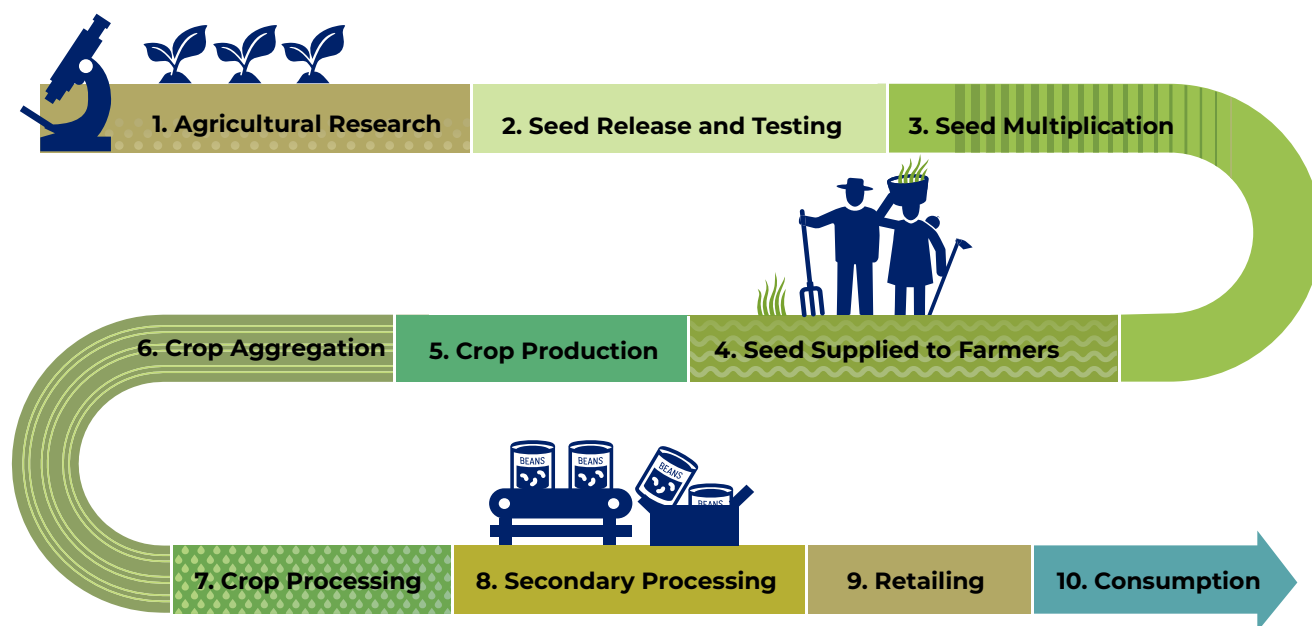 1. Agricultural Research
2. Seed Release and Testing
3. Seed Multiplication
4. Seed Supplied to Farmers
5. Crop Production
6. Crop Aggregation
BEANS
BEANS
BEANS
BEANS
7. Crop Processing
8. Secondary Processing
9. Retailing
10. Consumption